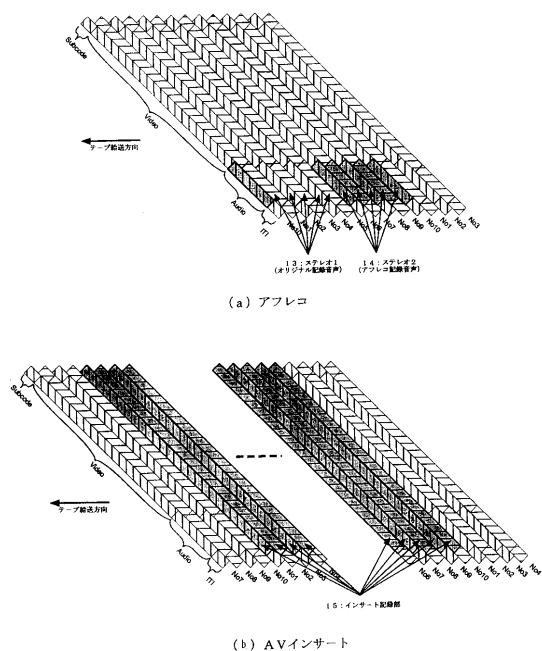 Subcode
Video
テープ給送方向
Audio
ITI
No10
No1
No2
No3
No4
No7
No8
No9
No10
No1
No2
No3
13：ステレオ1
(オリジナル記録音声)
14：ステレオ2
(アフレコ記録音声)
(a) アフレコ
Subcode
Video
テープ給送方向
Audio
ITI
No7
No8
No9
No10
No1
No2
No3
No6
No7
No8
No9
No10
No1
No2
No3
No4
15：インサート記録部
(b) AVインサート